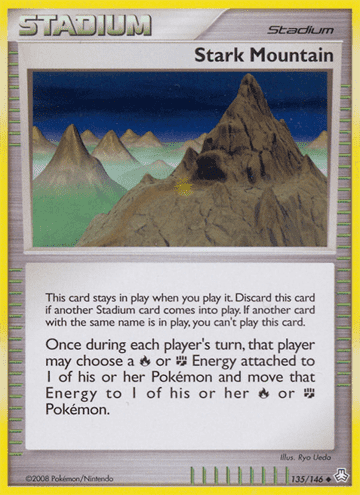 STADIUM
Stadium
Stark Mountain
This card stays in play when you play it. Discard this card
if another Stadium card comes into play. If another card
with the same name is in play, you can't play this card.
Once during each player's turn, that player
may choose a or Energy attached to
1 of his or her Pokémon and move that
Energy to 1 of his or her or
Pokémon.
Illus. Ryo Ueda
©2008 Pokémon/Nintendo
135/146